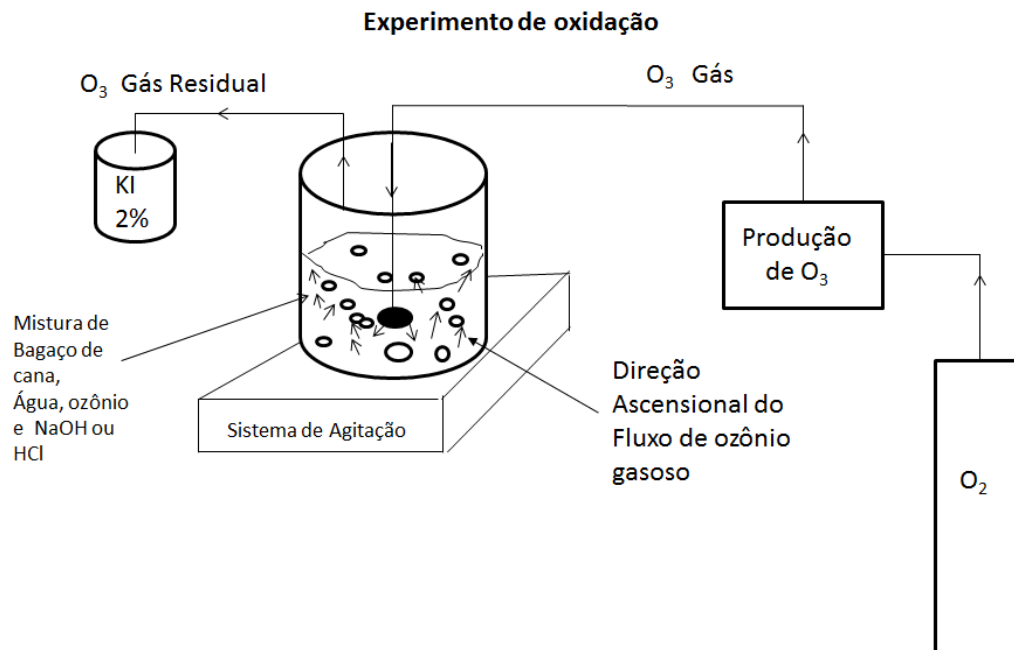 Experimento de oxidação
O₃ Gás Residual
O₃ Gás
KI
2%
Produção
de O₃
Mistura de
Bagaço de
cana,
Água, ozônio
e NaOH ou
HCl
Sistema de Agitação
Direção
Ascensional do
Fluxo de ozônio
gasoso
O₂